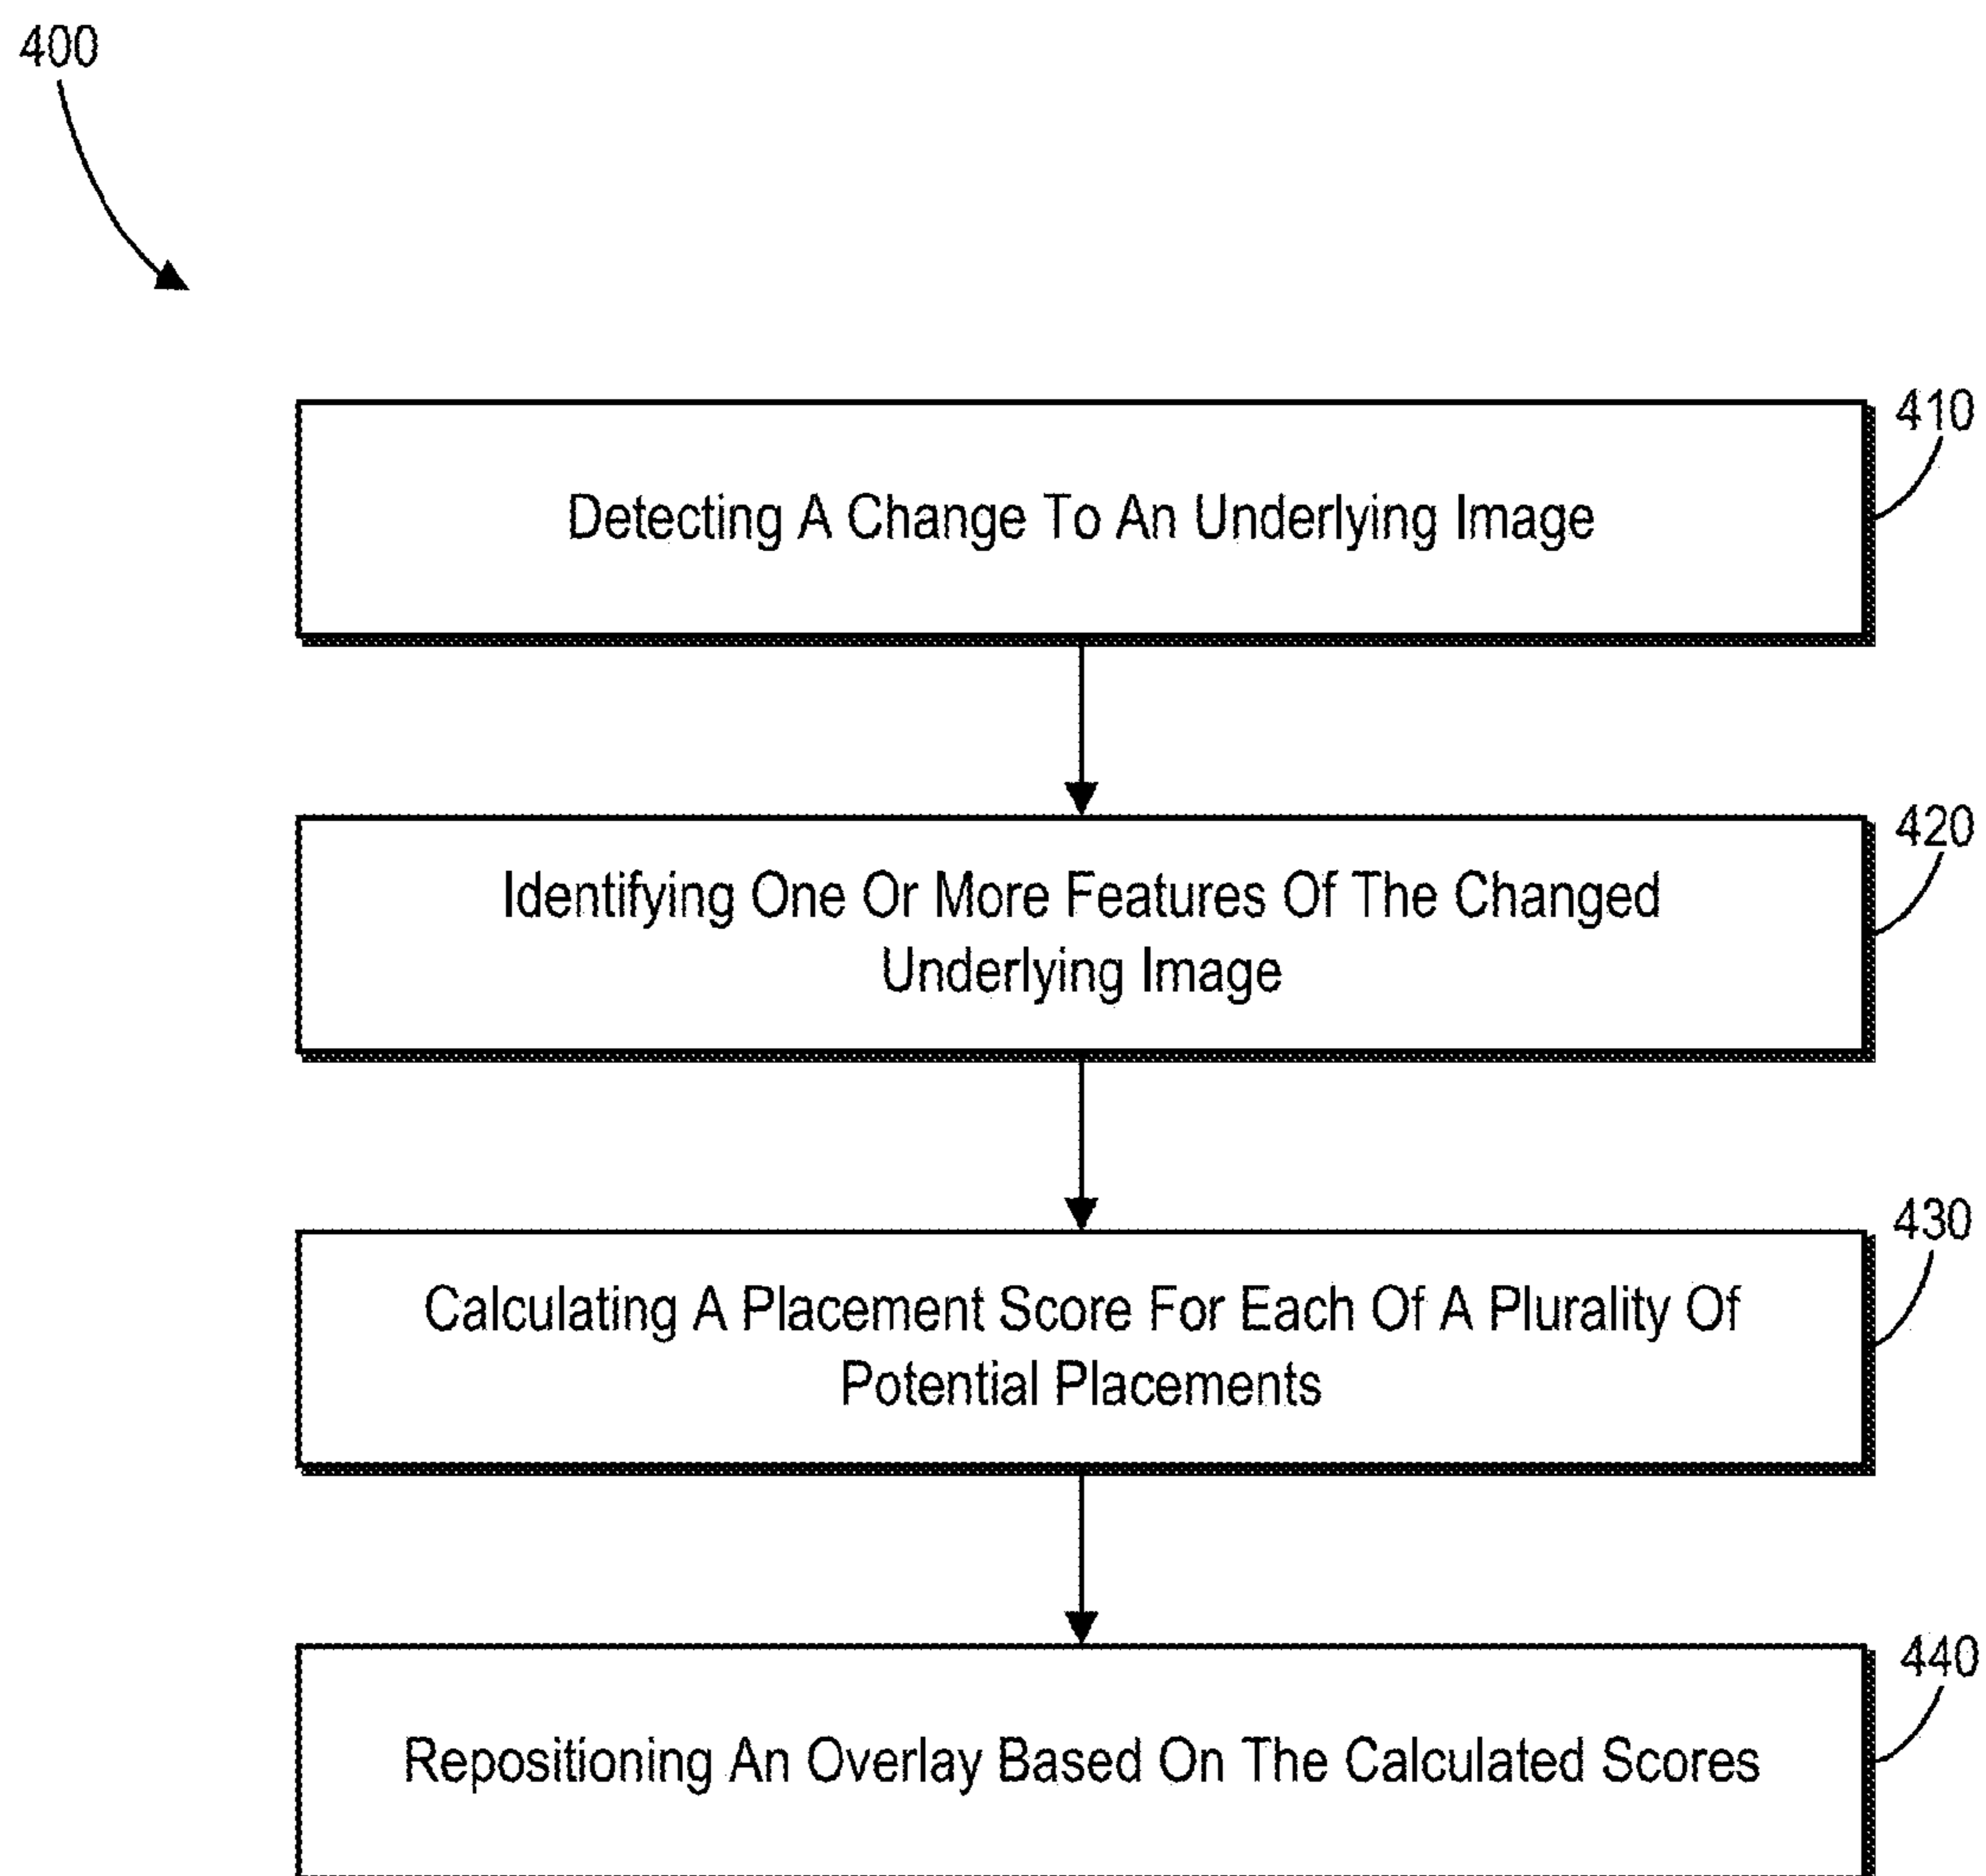 400
410
Detecting A Change To An Underlying Image
420
Identifying One Or More Features Of The Changed
Underlying Image
430
Calculating A Placement Score For Each Of A Plurality Of
Potential Placements
440
Repositioning An Overlay Based On The Calculated Scores